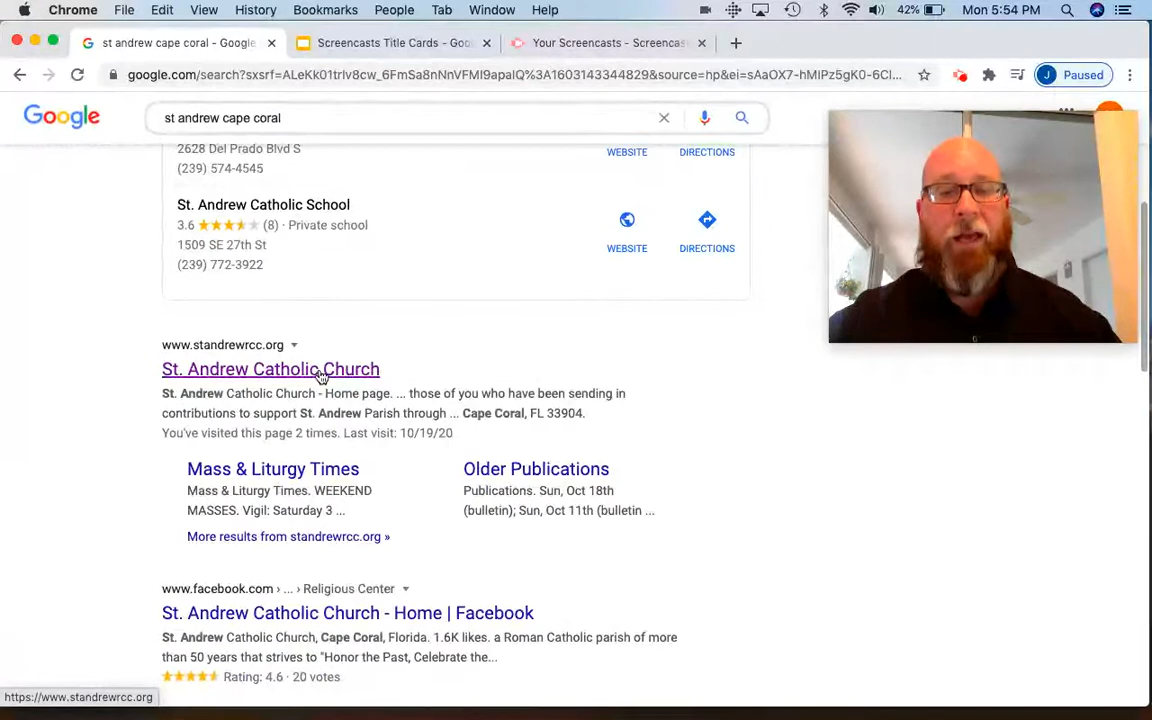 Chrome File Edit View History Bookmarks People Tab Window Help 42% Mon 5:54 PM
st andrew cape coral - Google Screencasts Title Cards - Goo Your Screencasts - Screencas
google.com/search?sxsrf=ALeKk01trIv8cw_6FmSa8nNnVFMI9apalQ%3A1603143344829&source=hp&ei=sAaOX7-hMIPz5gK0-6CI... Paused
Google st andrew cape coral
2628 Del Prado Blvd S
WEBSITE DIRECTIONS
(239) 574-4545
St. Andrew Catholic School
3.6 (8) · Private school
1509 SE 27th St
WEBSITE DIRECTIONS
(239) 772-3922
www.standrewrcc.org
St. Andrew Catholic Church
St. Andrew Catholic Church - Home page. ... those of you who have been sending in
contributions to support St. Andrew Parish through ... Cape Coral, FL 33904.
You've visited this page 2 times. Last visit: 10/19/20
Mass & Liturgy Times Older Publications
Mass & Liturgy Times. WEEKEND Publications. Sun, Oct 18th
MASSES. Vigil: Saturday 3 ... (bulletin); Sun, Oct 11th (bulletin ...
More results from standrewrcc.org »
www.facebook.com › ... › Religious Center
St. Andrew Catholic Church - Home | Facebook
St. Andrew Catholic Church, Cape Coral, Florida. 1.6K likes. a Roman Catholic parish of more
than 50 years that strives to "Honor the Past, Celebrate the...
Rating: 4.6 · 20 votes
https://www.standrewrcc.org